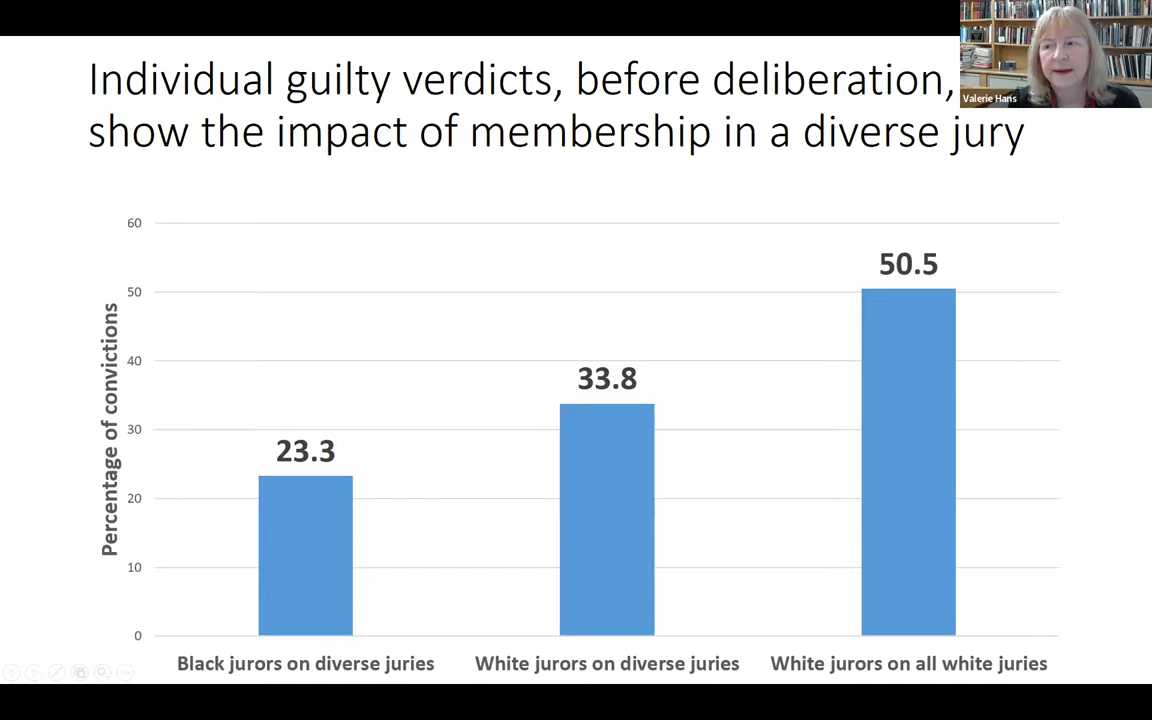 Individual guilty verdicts, before deliberation,
show the impact of membership in a diverse jury
Valerie Hans
Percentage of convictions
60
50
40
30
20
10
0
23.3
33.8
50.5
Black jurors on diverse juries
White jurors on diverse juries
White jurors on all white juries